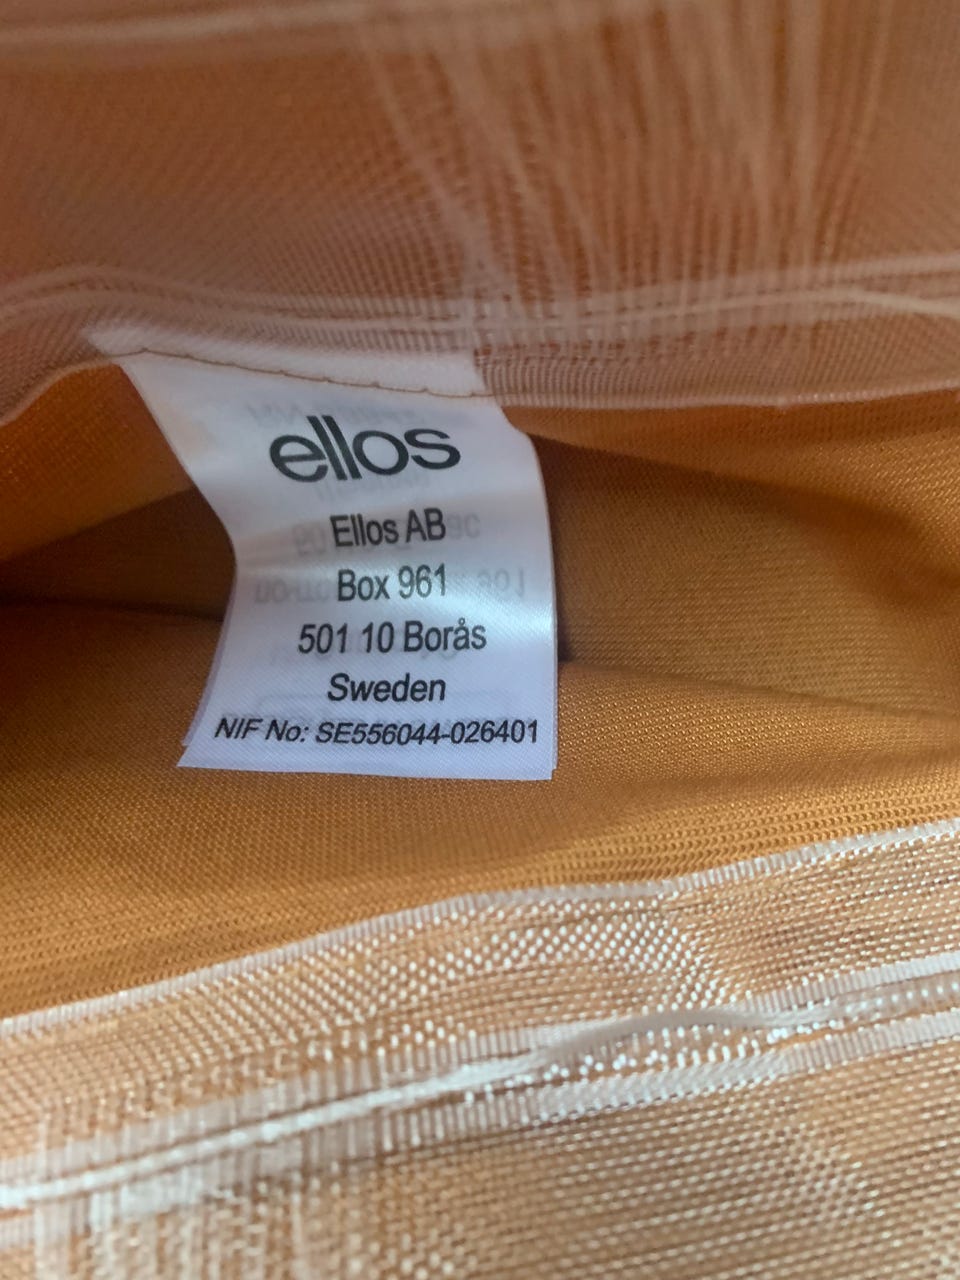 ellos
Ellos AB
Box 961
501 10 Borås
Sweden
NIF No: SE556044-026401